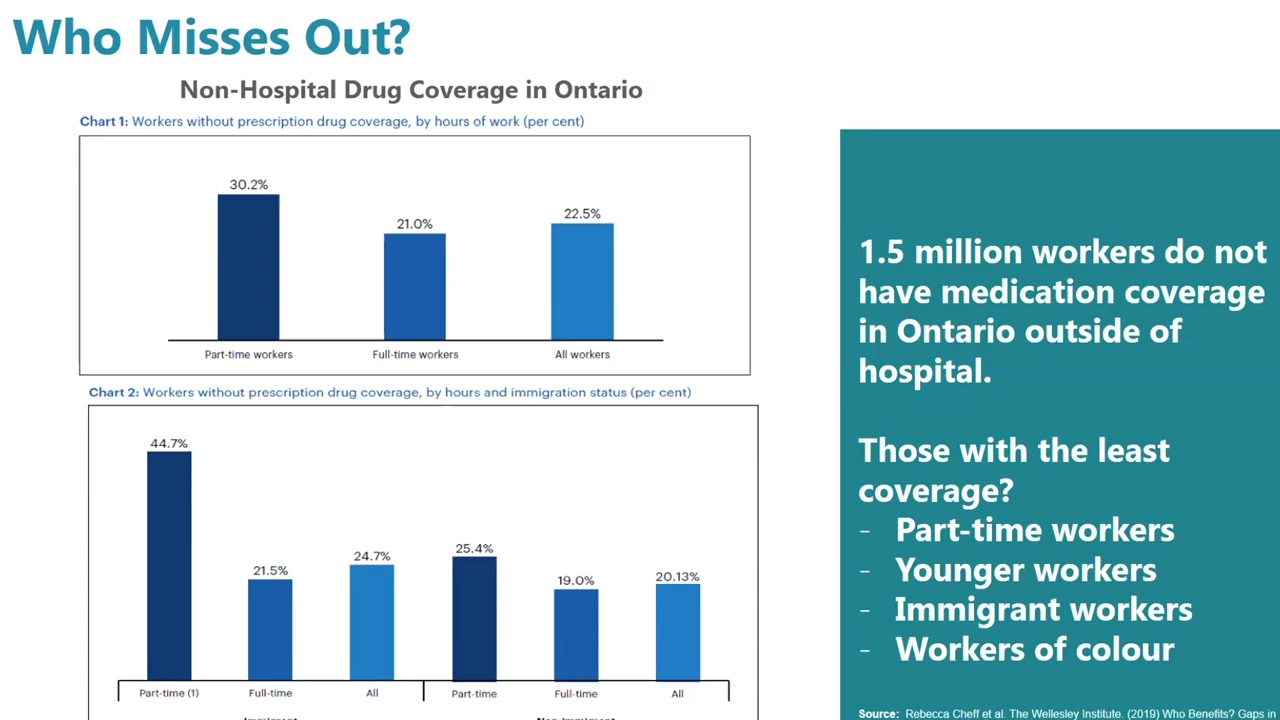 Who Misses Out?
Non-Hospital Drug Coverage in Ontario
Chart 1: Workers without prescription drug coverage, by hours of work (per cent)
30.2%
21.0%
22.5%
Part-time workers
Full-time workers
All workers
Chart 2: Workers without prescription drug coverage, by hours and immigration status (per cent)
44.7%
21.5%
24.7%
25.4%
19.0%
20.13%
Part-time (1)
Full-time
All
Part-time
Full-time
All
1.5 million workers do not
have medication coverage
in Ontario outside of
hospital.
Those with the least
coverage?
- Part-time workers
- Younger workers
- Immigrant workers
- Workers of colour
Source: Rebecca Cheff et al. The Wellesley Institute. (2019) Who Benefits? Gaps in